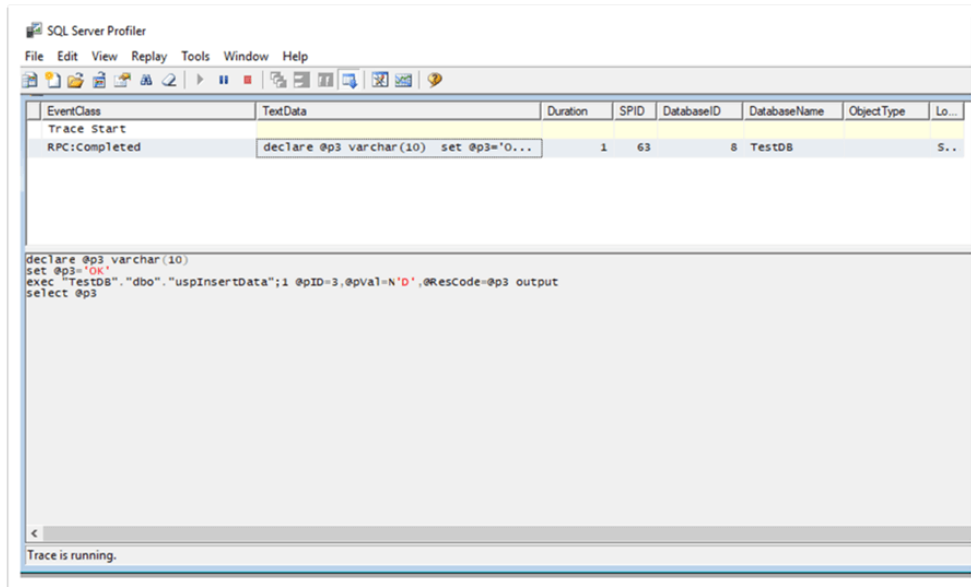 SQL Server Profiler
File Edit View Replay Tools Window Help
EventClass TextData Duration SPID DatabaseID DatabaseName ObjectType Lo...
Trace Start
RPC:Completed declare @p3 varchar(10) set @p3='O... 1 63 8 TestDB S..
declare @p3 varchar(10)
set @p3='OK'
exec "TestDB"."dbo"."uspInsertData";1 @pID=3,@pVal=N'D',@ResCode=@p3 output
select @p3
Trace is running.